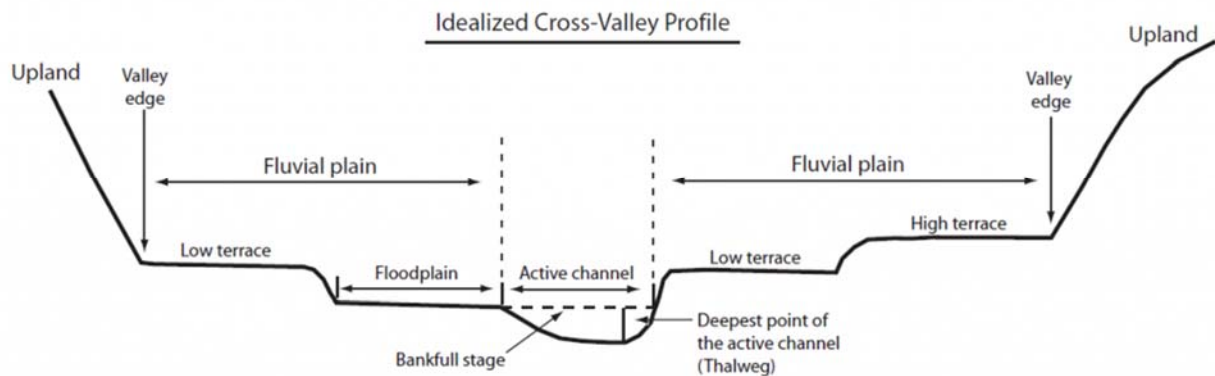 Idealized Cross-Valley Profile
Upland
Upland
Valley
edge
Valley
edge
Fluvial plain
Fluvial plain
High terrace
Low terrace
Low terrace
Floodplain
Active channel
Bankfull stage
Deepest point of
the active channel
(Thalweg)